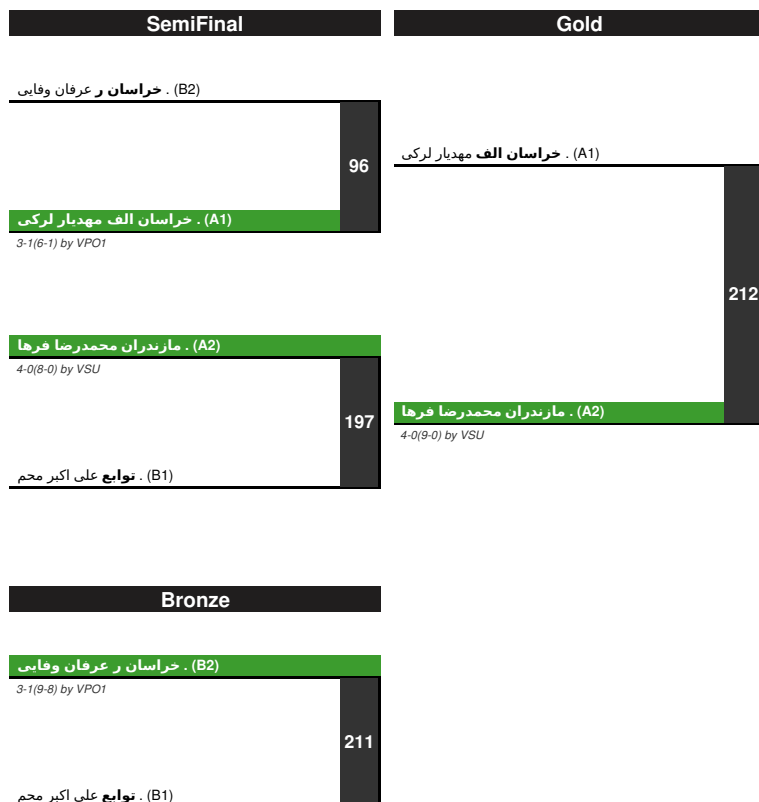 SemiFinal
(B2) . خراسان ر عرفان وفایی
96
(A1) . خراسان الف مهدیار لرکی
3-1(6-1) by VPO1
(A2) . مازندران محمدرضا فرها
4-0(8-0) by VSU
197
(B1) . توابع علی اکبر محم
Gold
(A1) . خراسان الف مهدیار لرکی
212
(A2) . مازندران محمدرضا فرها
4-0(9-0) by VSU
Bronze
(B2) . خراسان ر عرفان وفایی
3-1(9-8) by VPO1
211
(B1) . توابع علی اکبر محم